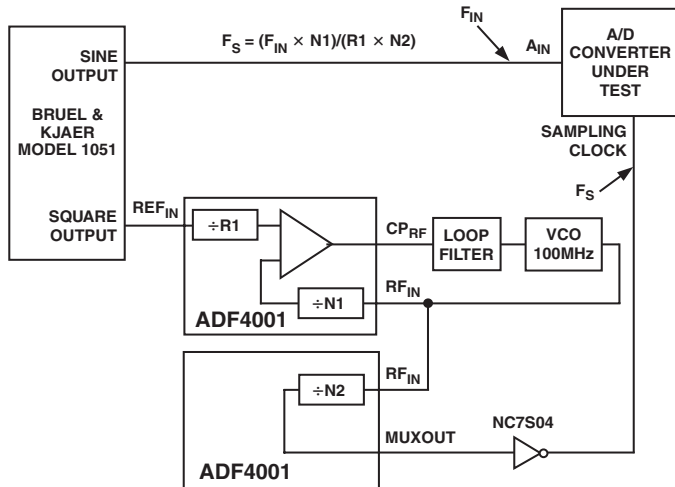 F_S = (F_IN × N1)/(R1 × N2)
F_IN
A_IN
A/D
CONVERTER
UNDER
TEST
SINE
OUTPUT
BRUEL &
KJAER
MODEL 1051
SQUARE
OUTPUT
SAMPLING
CLOCK
F_S
REF_IN
÷R1
CP_RF
LOOP
FILTER
VCO
100MHz
÷N1
RF_IN
ADF4001
÷N2
RF_IN
MUXOUT
NC7S04
ADF4001